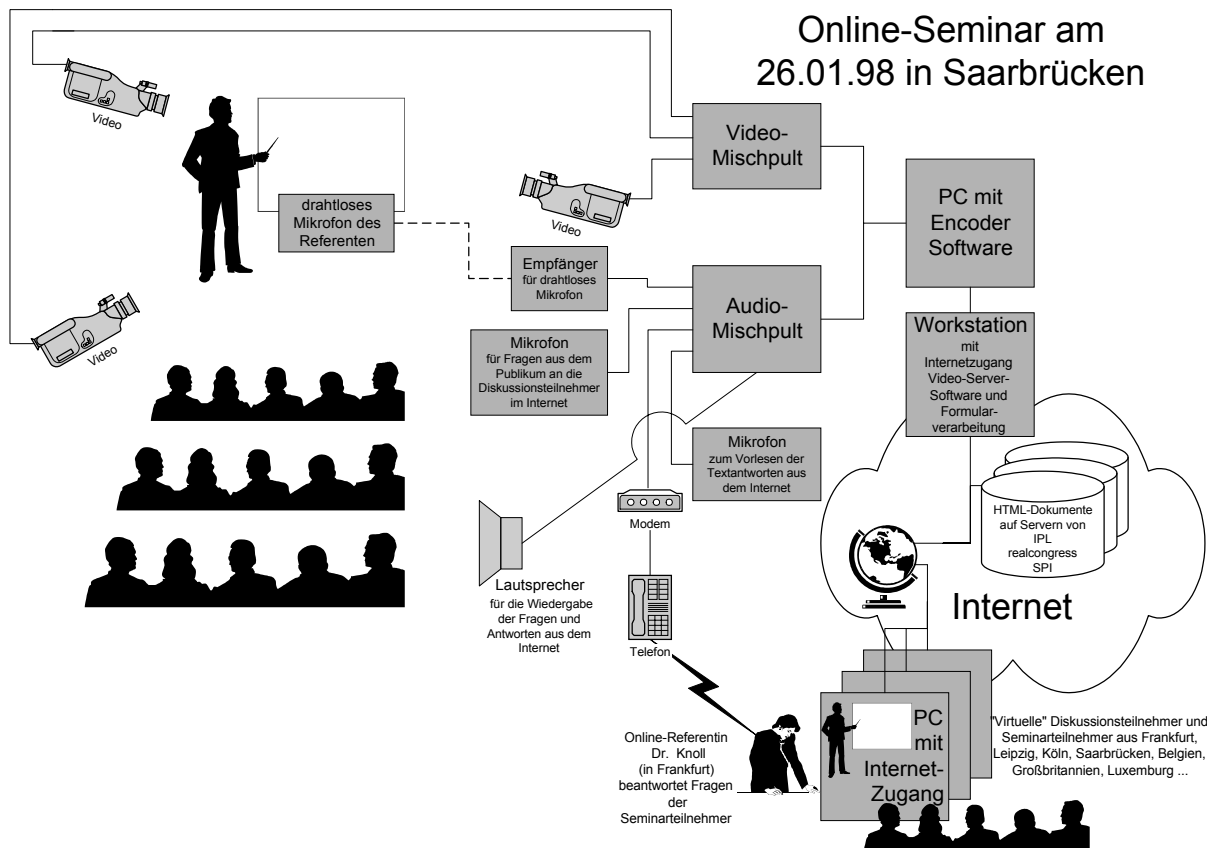 Online-Seminar am
26.01.98 in Saarbrücken
Video
drahtloses
Mikrofon des
Referenten
Video
Video
Video-
Mischpult
PC mit
Encoder
Software
Empfänger
für drahtloses
Mikrofon
Audio-
Mischpult
Mikrofon
für Fragen aus dem
Publikum an die
Diskussionsteilnehmer
im Internet
Workstation
mit
Internetzugang
Video-Server-
Software und
Formular-
verarbeitung
Mikrofon
zum Vorlesen der
Textantworten aus
dem Internet
Modem
HTML-Dokumente
auf Servern von
IPL
realcongress
SPI
Lautsprecher
für die Wiedergabe
der Fragen und
Antworten aus dem
Internet
Telefon
Internet
Online-Referentin
Dr. Knoll
(in Frankfurt)
beantwortet Fragen
der
Seminarteilnehmer
PC
mit
Internet-
Zugang
"Virtuelle" Diskussionsteilnehmer und
Seminarteilnehmer aus Frankfurt,
Leipzig, Köln, Saarbrücken, Belgien,
Großbritannien, Luxemburg ...